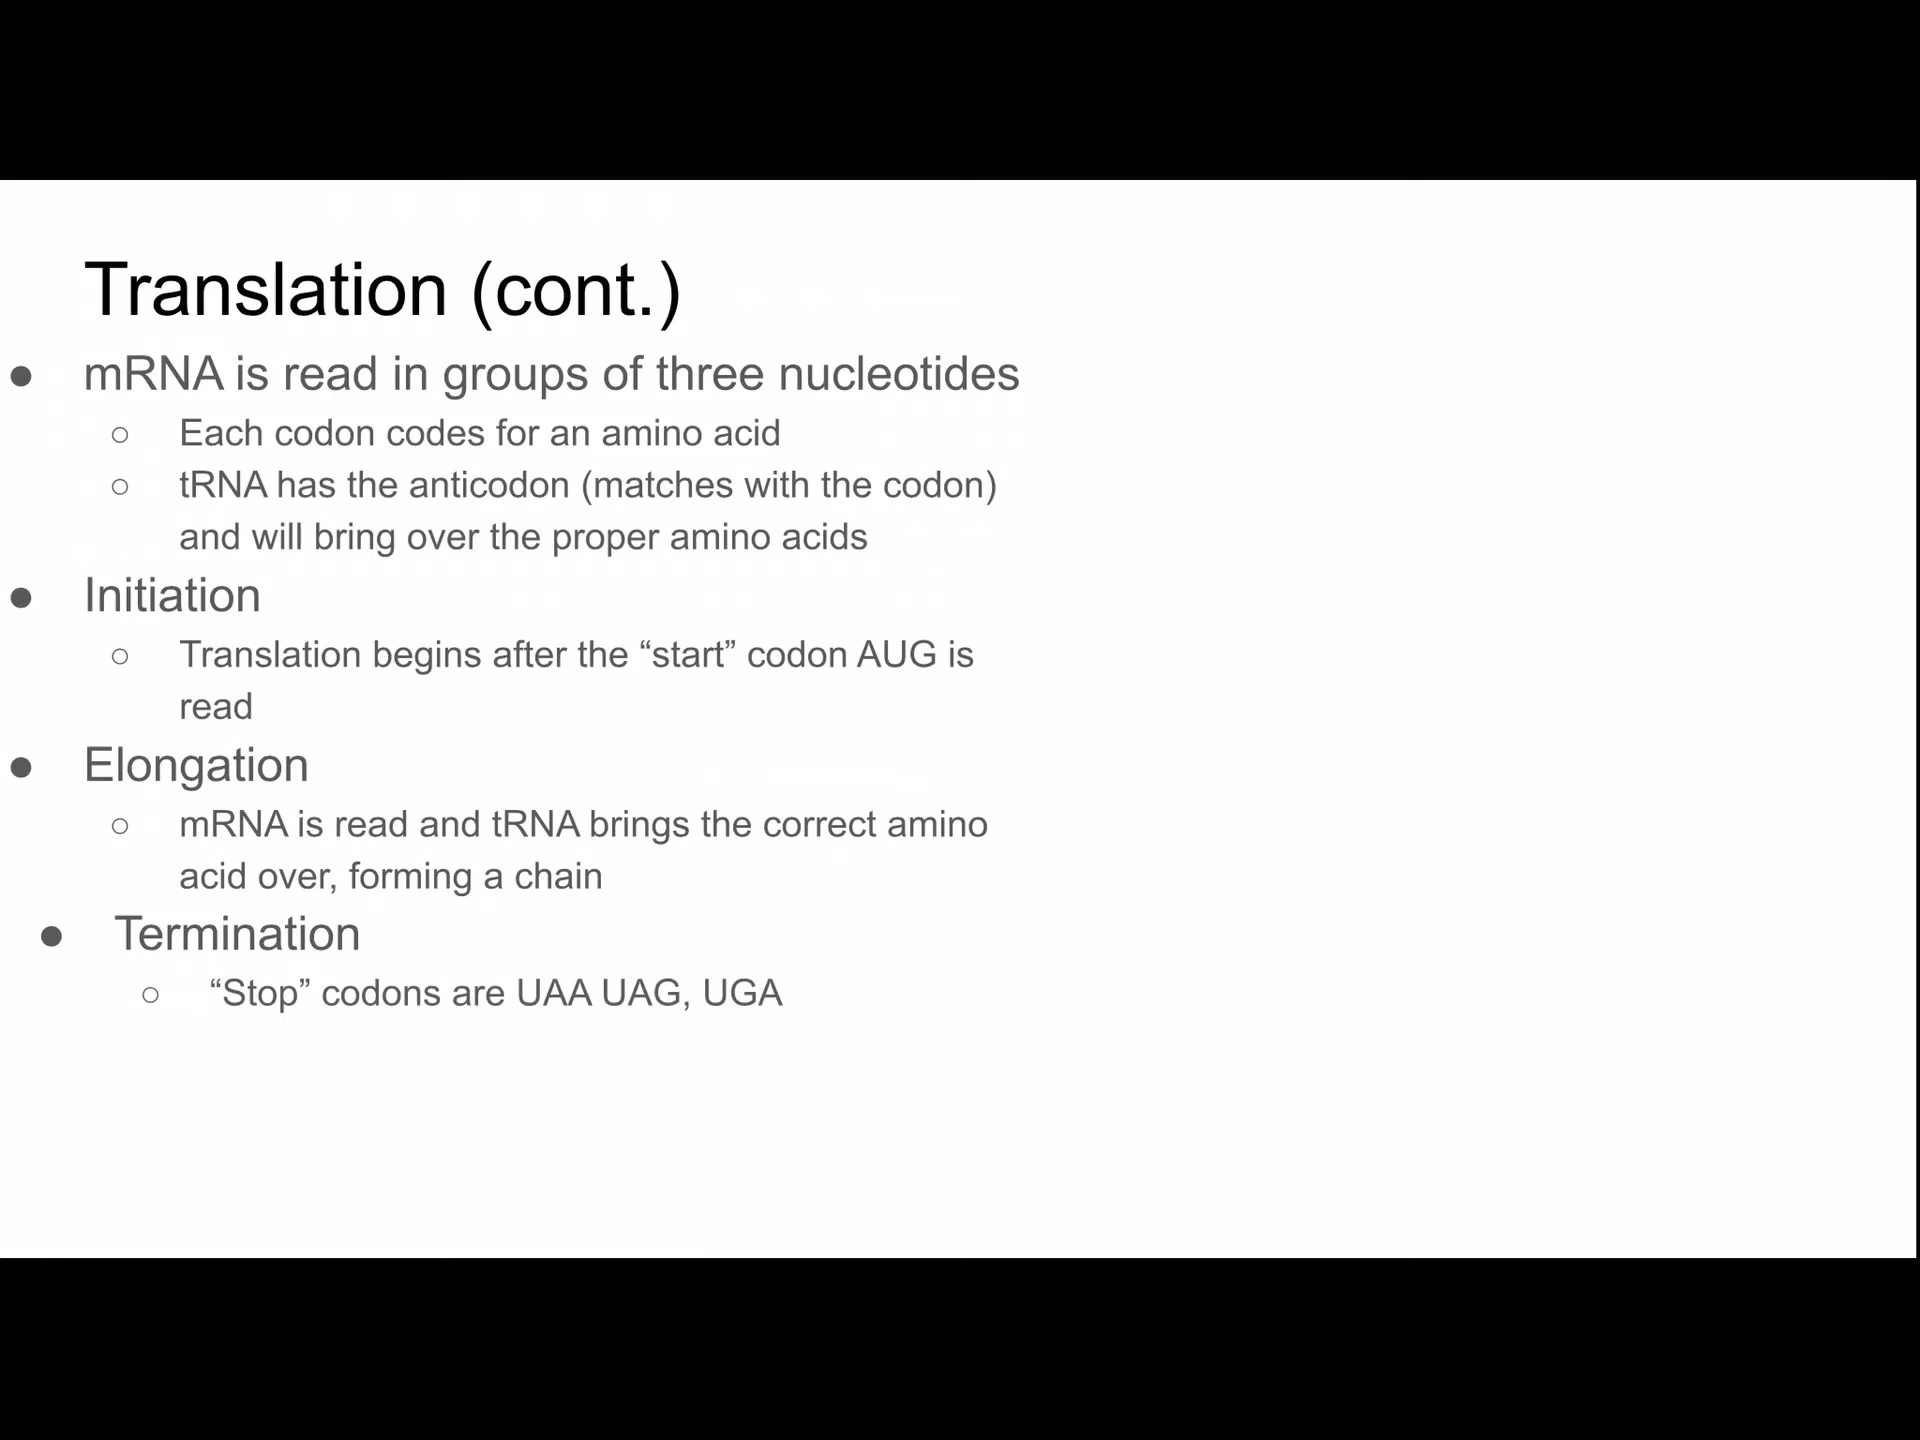 Translation (cont.)
● mRNA is read in groups of three nucleotides
○ Each codon codes for an amino acid
○ tRNA has the anticodon (matches with the codon)
and will bring over the proper amino acids
● Initiation
○ Translation begins after the “start” codon AUG is
read
● Elongation
○ mRNA is read and tRNA brings the correct amino
acid over, forming a chain
● Termination
○ “Stop” codons are UAA UAG, UGA